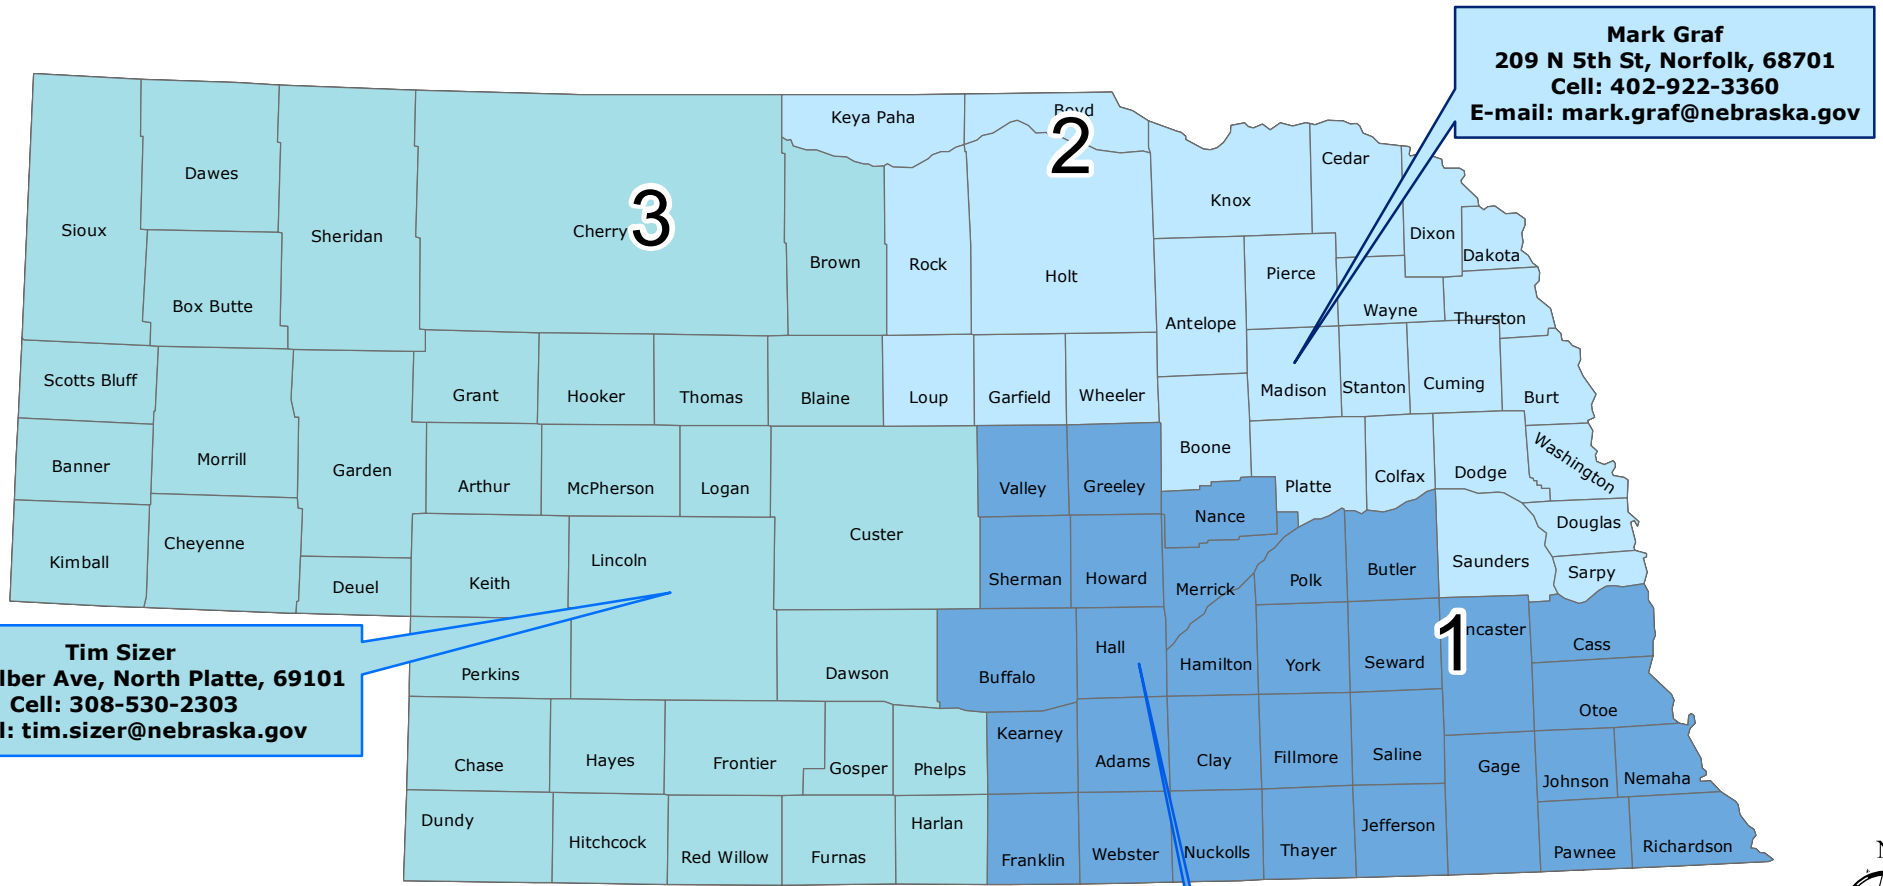 Mark Graf
209 N 5th St, Norfolk, 68701
Cell: 402-922-3360
E-mail: mark.graf@nebraska.gov
Keya Paha
Boyd
2
Cedar
Dawes
Knox
Sioux
Sheridan
Cherry
3
Dixon
Brown
Rock
Holt
Pierce
Dakota
Box Butte
Antelope
Wayne
Thurston
Scotts Bluff
Grant
Hooker
Thomas
Blaine
Loup
Garfield
Wheeler
Madison
Stanton
Cuming
Burt
Banner
Morrill
Garden
Arthur
McPherson
Logan
Valley
Greeley
Boone
Platte
Colfax
Dodge
Washington
Nance
Douglas
Kimball
Cheyenne
Deuel
Keith
Lincoln
Custer
Sherman
Howard
Merrick
Polk
Butler
Saunders
Sarpy
Tim Sizer
Ave, North Platte, 69101
Cell: 308-530-2303
tim.sizer@nebraska.gov
Perkins
Dawson
Buffalo
Hall
Hamilton
York
Seward
1
ncaster
Cass
Otoe
Chase
Hayes
Frontier
Gosper
Phelps
Kearney
Adams
Clay
Fillmore
Saline
Gage
Johnson
Nemaha
Dundy
Hitchcock
Red Willow
Furnas
Harlan
Franklin
Webster
Nuckolls
Thayer
Jefferson
Pawnee
Richardson